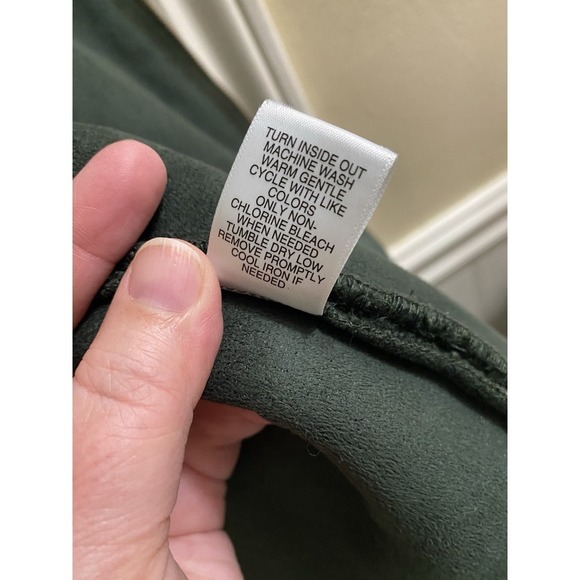 TURN INSIDE OUT
MACHINE WASH
WARM GENTLE
CYCLE WITH LIKE
COLORS
ONLY NON-
CHLORINE BLEACH
WHEN NEEDED
TUMBLE DRY LOW
REMOVE PROMPTLY
COOL IRON IF
NEEDED